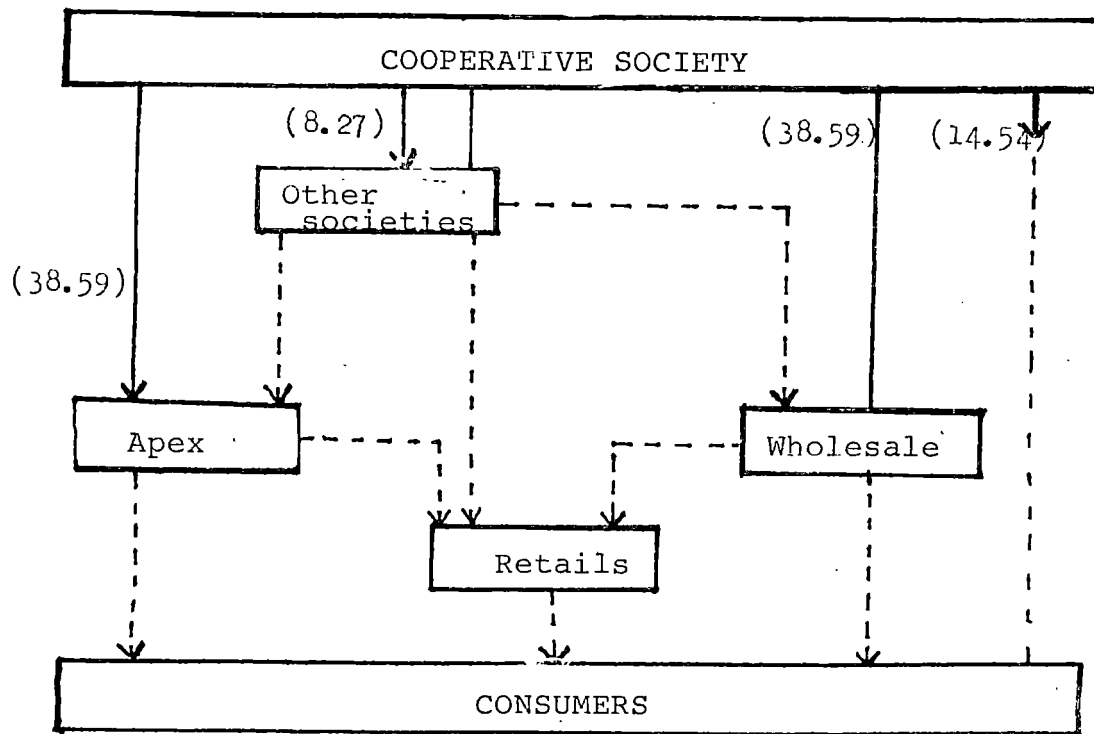 COOPERATIVE SOCIETY
(8.27)
(38.59)
(14.54)
Other
societies
(38.59)
Apex
Wholesale
Retails
CONSUMERS